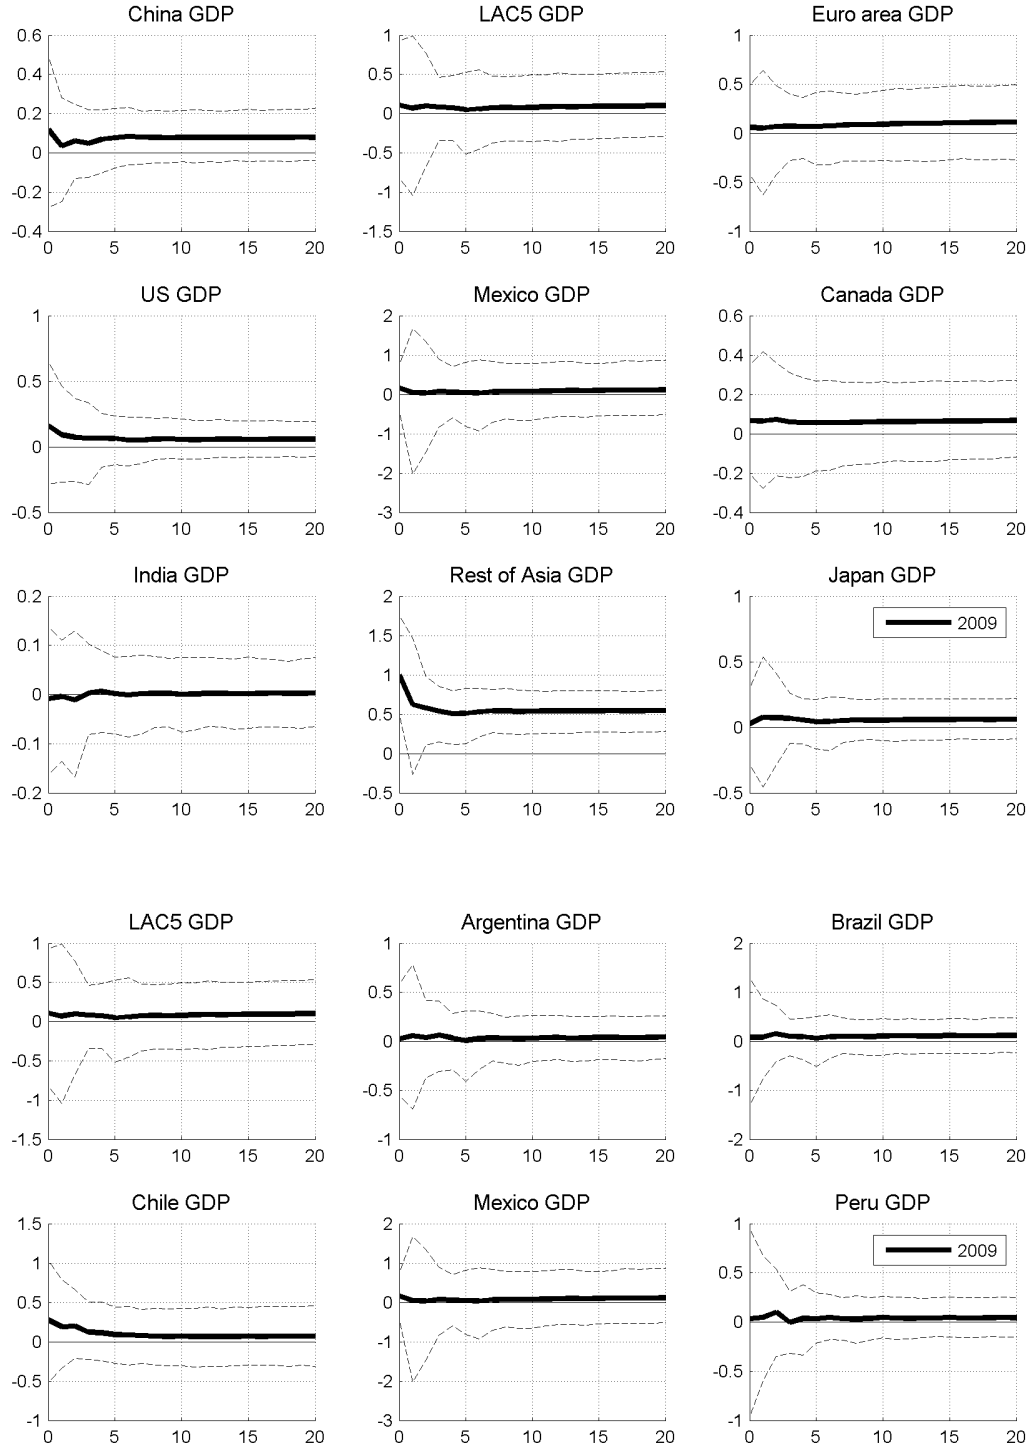 China GDP
LAC5 GDP
Euro area GDP
0.6
0.4
0.2
0
-0.2
-0.4
0 5 10 15 20
1
0.5
0
-0.5
-1
-1.5
0 5 10 15 20
1
0.5
0
-0.5
-1
0 5 10 15 20
US GDP
Mexico GDP
Canada GDP
1
0.5
0
-0.5
0 5 10 15 20
2
1
0
-1
-2
-3
0 5 10 15 20
0.6
0.4
0.2
0
-0.2
-0.4
0 5 10 15 20
India GDP
Rest of Asia GDP
Japan GDP
0.2
0.1
0
-0.1
-0.2
0 5 10 15 20
2
1.5
1
0.5
0
-0.5
0 5 10 15 20
1
0.5
0
-0.5
0 5 10 15 20
2009
LAC5 GDP
Argentina GDP
Brazil GDP
1
0.5
0
-0.5
-1
-1.5
0 5 10 15 20
1
0.5
0
-0.5
-1
0 5 10 15 20
2
1
0
-1
-2
0 5 10 15 20
Chile GDP
Mexico GDP
Peru GDP
1.5
1
0.5
0
-0.5
-1
0 5 10 15 20
2
1
0
-1
-2
-3
0 5 10 15 20
1
0.5
0
-0.5
-1
0 5 10 15 20
2009